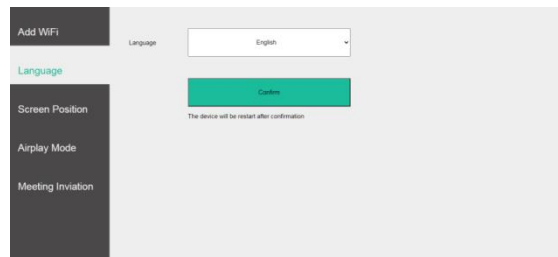 Add WiFi
Language
Screen Position
Airplay Mode
Meeting Inviation
Language
English
Confirm
The device will be restart after confirmation